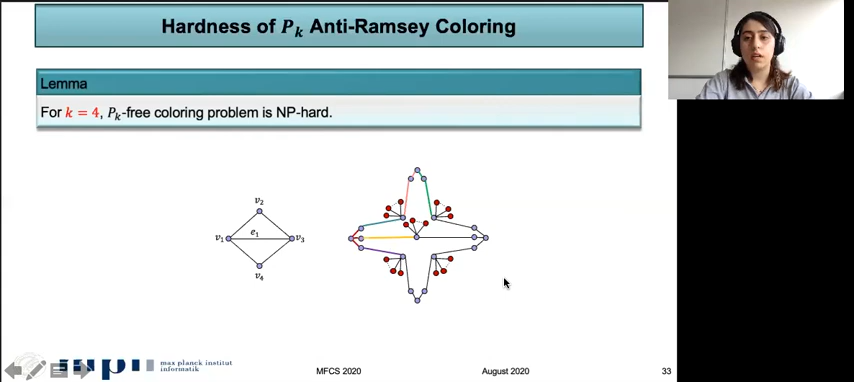 Hardness of Pk Anti-Ramsey Coloring
Lemma
For k = 4, Pk-free coloring problem is NP-hard.
v2
v1
e1
v3
v4
max planck institut
informatik
MFCS 2020
August 2020
33